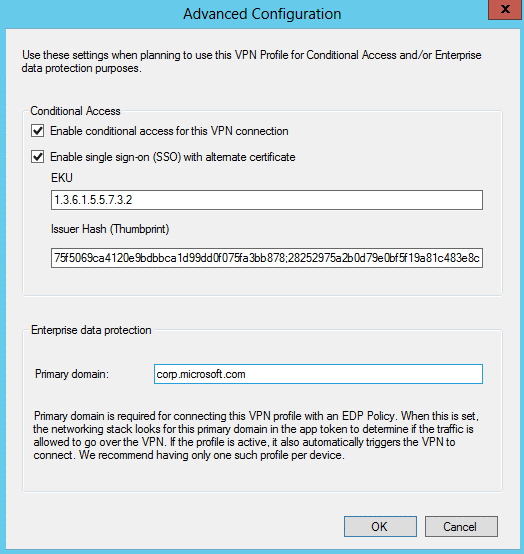 Advanced Configuration
x
Use these settings when planning to use this VPN Profile for Conditional Access and/or Enterprise
data protection purposes.
Conditional Access
Enable conditional access for this VPN connection
Enable single sign-on (SSO) with alternate certificate
EKU
1.3.6.1.5.5.7.3.2
Issuer Hash (Thumbprint)
75f5069ca4120e9bdbbca1d99dd0f075fa3bb878;28252975a2b0d79e0bf5f19a81c483e8c
Enterprise data protection
Primary domain:
corp.microsoft.com
Primary domain is required for connecting this VPN profile with an EDP Policy. When this is set,
the networking stack looks for this primary domain in the app token to determine if the traffic is
allowed to go over the VPN. If the profile is active, it also automatically triggers the VPN to
connect. We recommend having only one such profile per device.
OK
Cancel